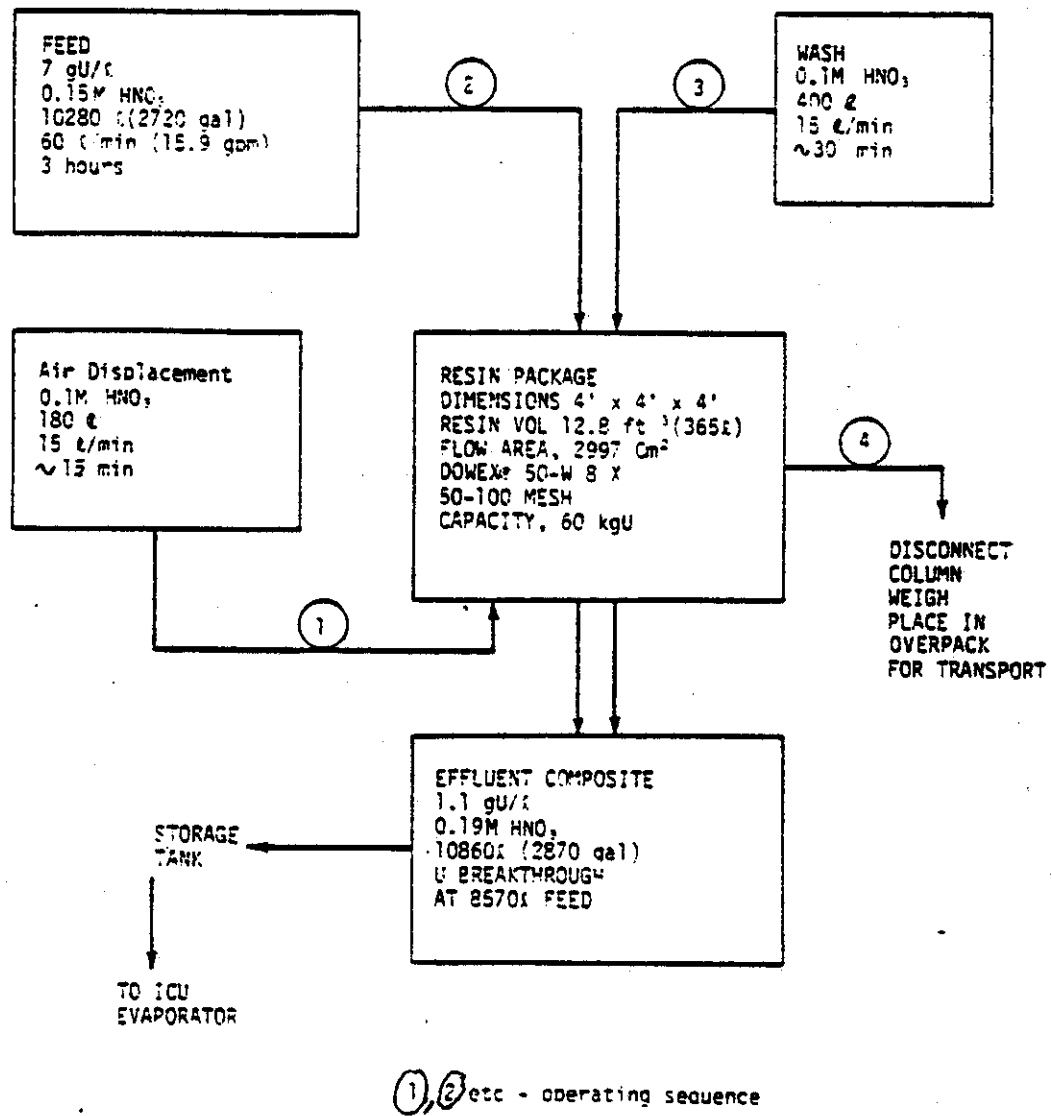 FEED
7 gU/ℓ
0.15M HNO₃
10280 ℓ(2720 gal)
60 ℓ/min (15.9 gpm)
3 hours
2
3
WASH
0.1M HNO₃
400 ℓ
15 ℓ/min
~30 min
Air Displacement
0.1M HNO₃
180 ℓ
15 ℓ/min
~15 min
1
RESIN PACKAGE
DIMENSIONS 4' x 4' x 4'
RESIN VOL 12.8 ft ³(365ℓ)
FLOW AREA, 2997 Cm²
DOWEX® 50-W 8 X
50-100 MESH
CAPACITY, 60 kgU
4
DISCONNECT
COLUMN
WEIGH
PLACE IN
OVERPACK
FOR TRANSPORT
EFFLUENT COMPOSITE
1.1 gU/ℓ
0.19M HNO₃
10860ℓ (2870 gal)
U BREAKTHROUGH
AT 8570ℓ FEED
STORAGE
TANK
TO ICU
EVAPORATOR
1,2 etc - operating sequence